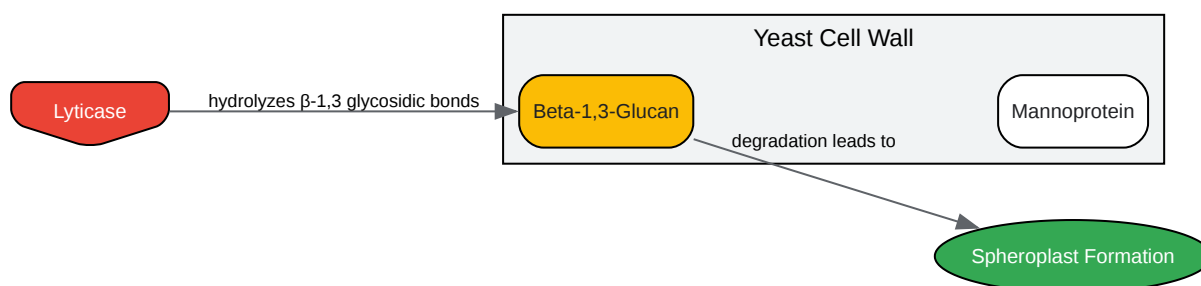 Yeast Cell Wall
Lyticase
hydrolyzes β-1,3 glycosidic bonds
Beta-1,3-Glucan
Mannoprotein
degradation leads to
Spheroplast Formation